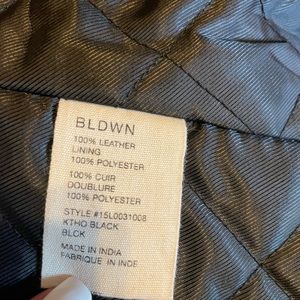 BLDWN
100% LEATHER
LINING
100% POLYESTER
100% CUIR
DOUBLURE
100% POLYESTER
STYLE #15L0031008
KTHO BLACK
BLCK
MADE IN INDIA
FABRIQUE EN INDE